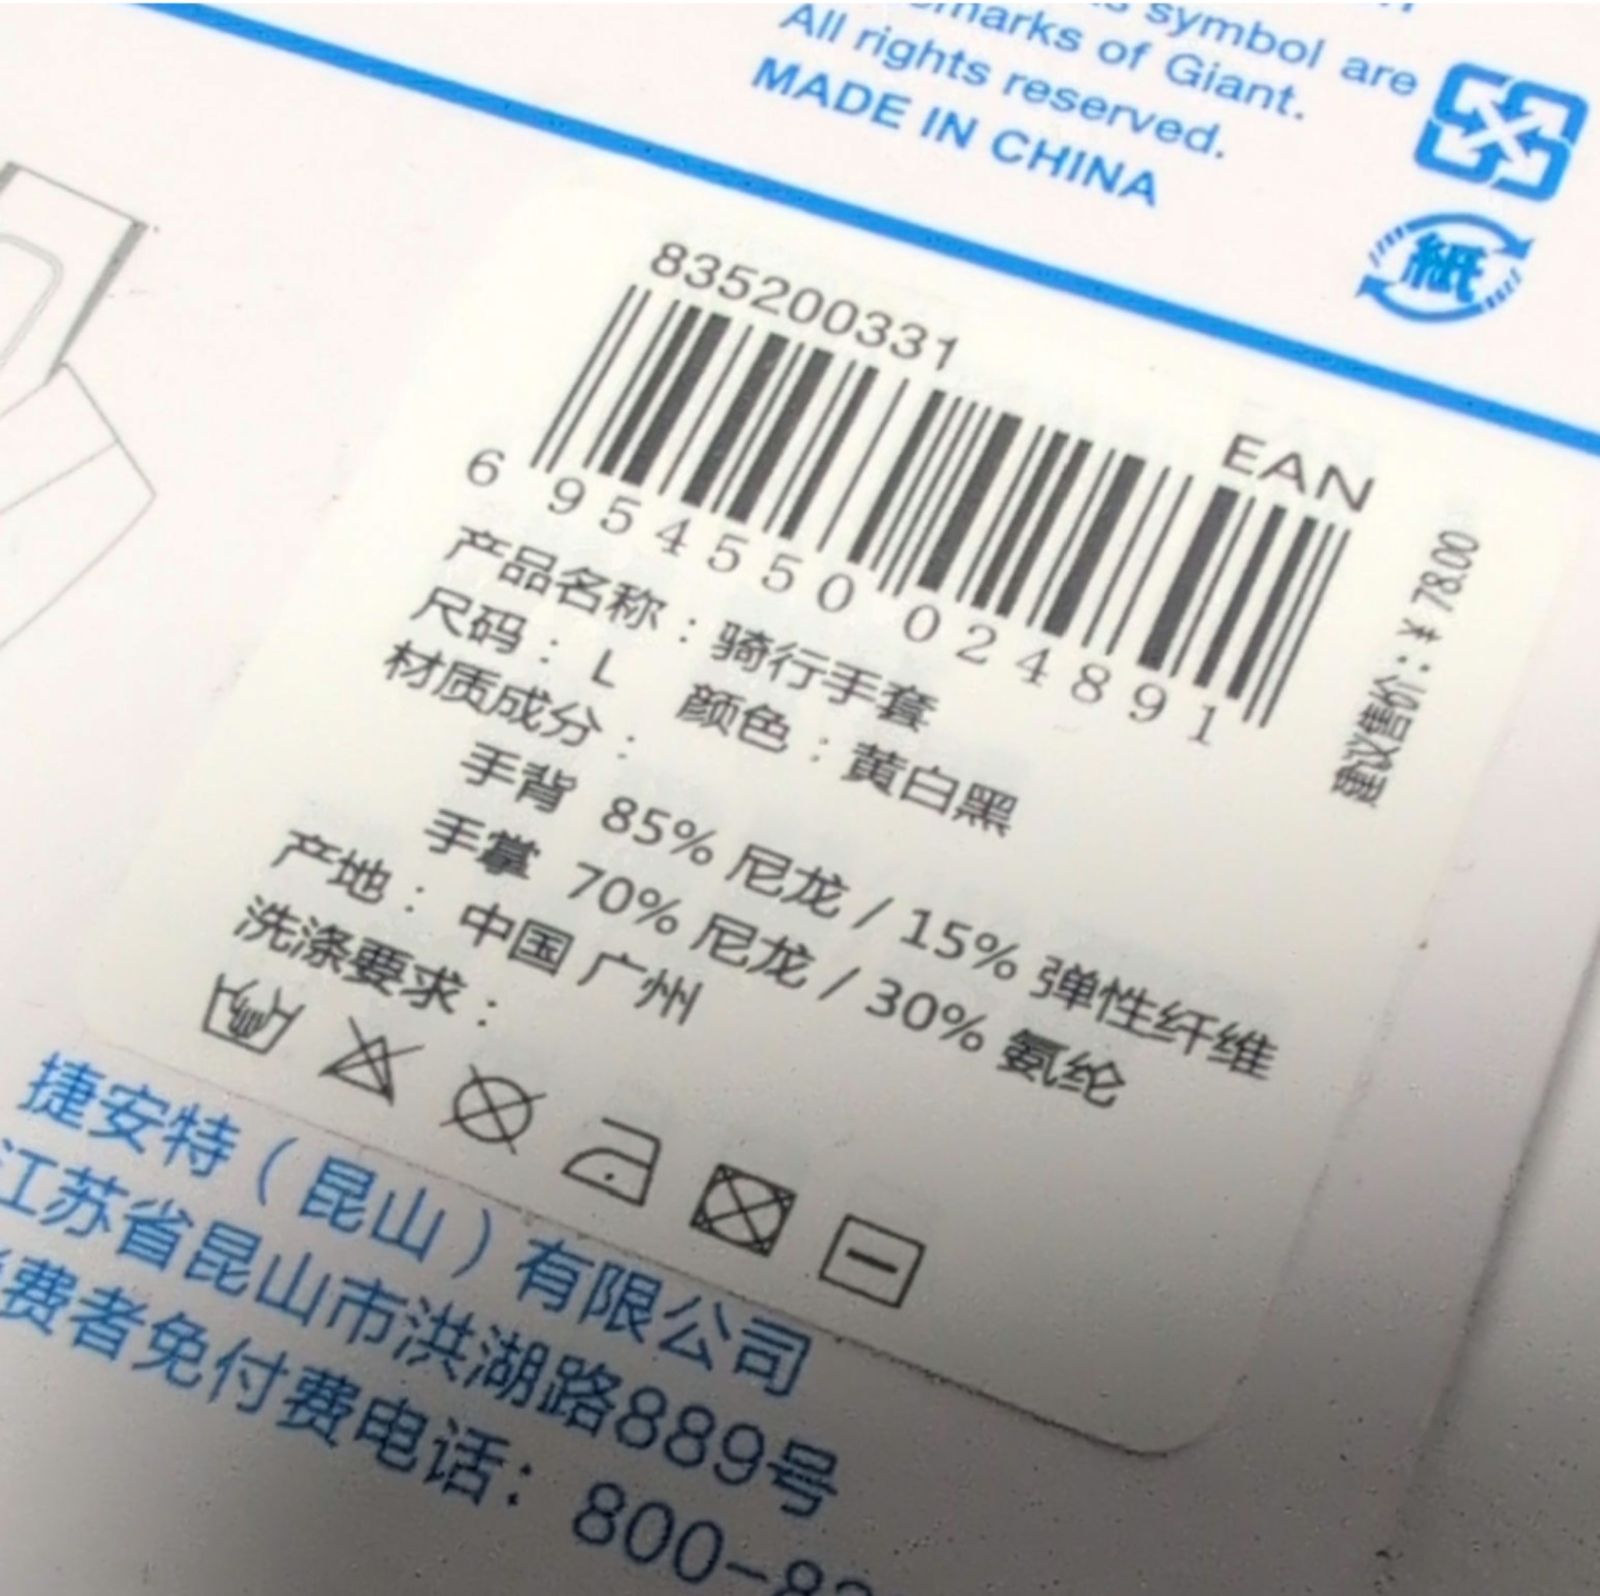 symbol are
marks of Giant.
All rights reserved.
MADE IN CHINA
紙
835200331
EAN
6 954550 024891
建议售价：¥ 78.00
产品名称：骑行手套
尺码：L 颜色：黄白黑
材质成分：
手背 85% 尼龙 / 15% 弹性纤维
手掌 70% 尼龙 / 30% 氨纶
产地：中国 广州
洗涤要求：
捷安特（昆山）有限公司
江苏省昆山市洪湖路889号
费者免付费电话：800-82